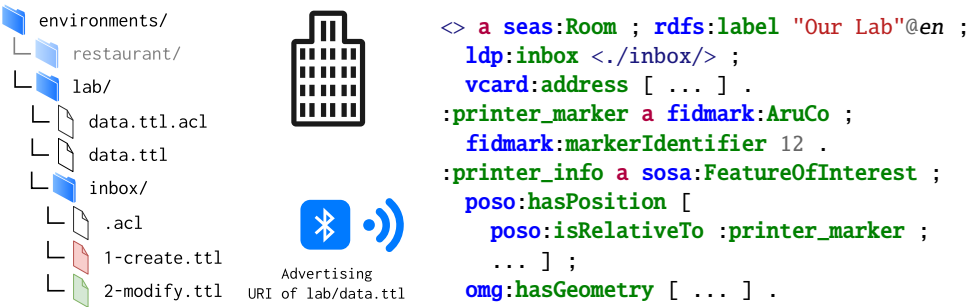 environments/
restaurant/
lab/
data.ttl.acl
data.ttl
inbox/
.acl
1-create.ttl
2-modify.ttl
Advertising
URI of lab/data.ttl
<> a seas:Room ; rdfs:label "Our Lab"@en ;
ldp:inbox <./inbox/> ;
vcard:address [ ... ] .
:printer_marker a fidmark:ArUco ;
fidmark:markerIdentifier 12 .
:printer_info a sosa:FeatureOfInterest ;
poso:hasPosition [
poso:isRelativeTo :printer_marker ;
... ] ;
omg:hasGeometry [ ... ] .